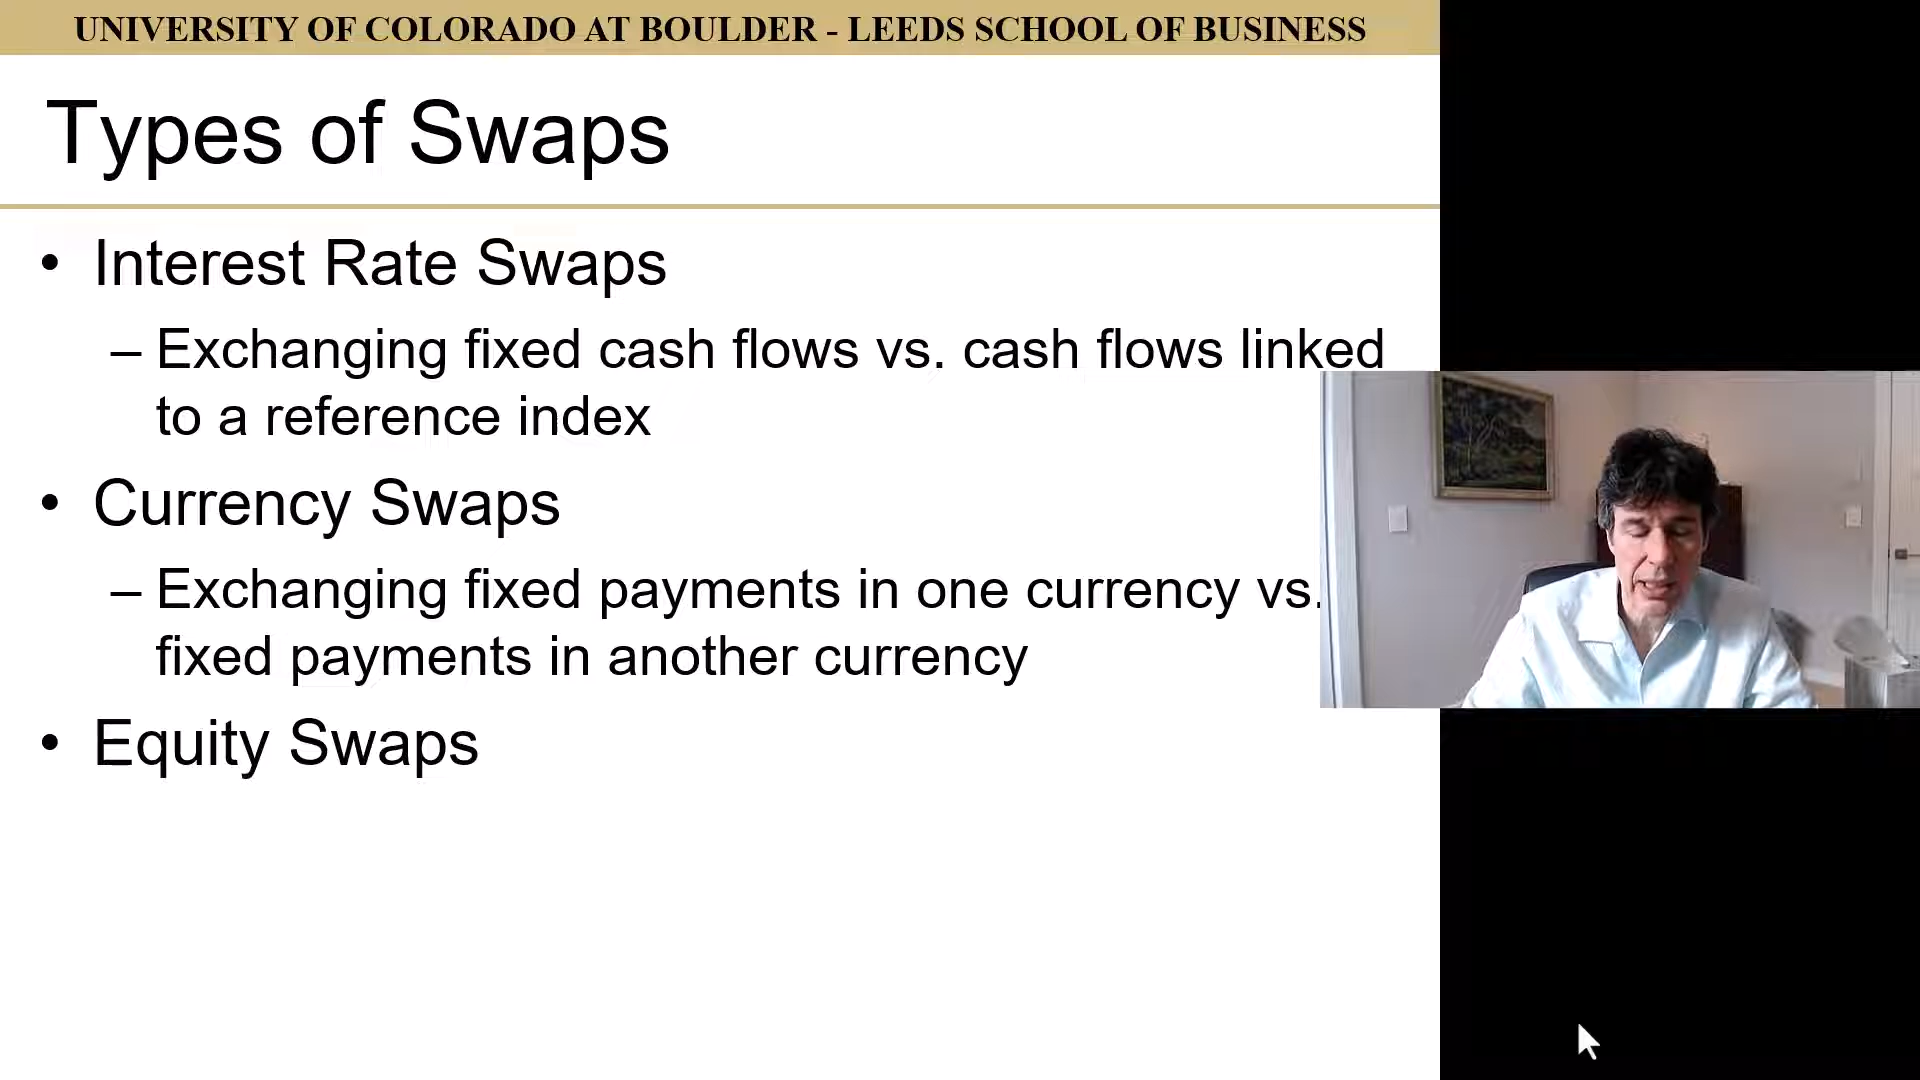 UNIVERSITY OF COLORADO AT BOULDER - LEEDS SCHOOL OF BUSINESS
Types of Swaps
• Interest Rate Swaps
– Exchanging fixed cash flows vs. cash flows linked
to a reference index
• Currency Swaps
– Exchanging fixed payments in one currency vs.
fixed payments in another currency
• Equity Swaps